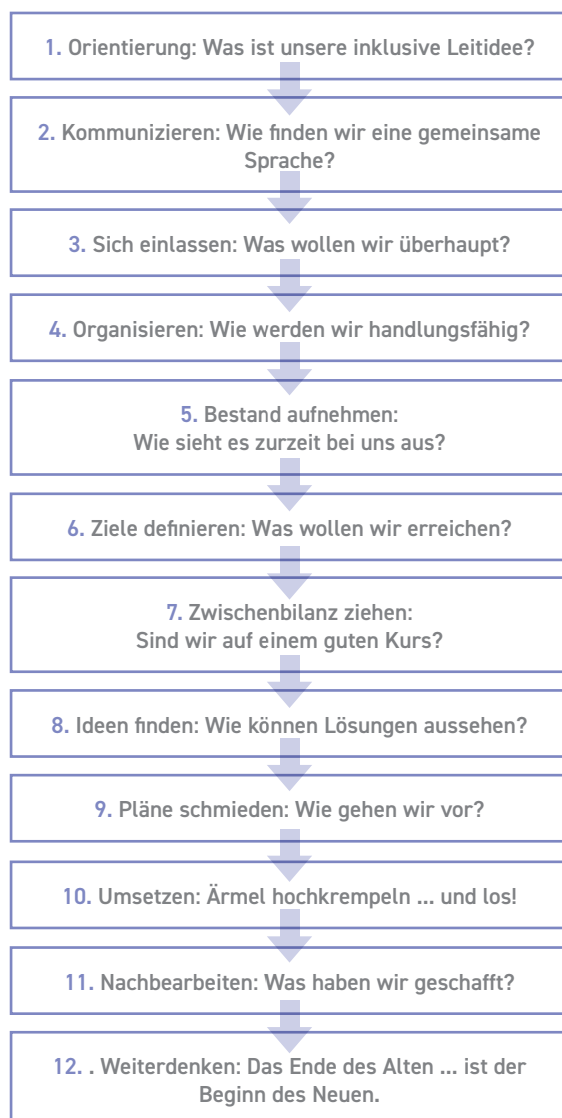 1. Orientierung: Was ist unsere inklusive Leitidee?
2. Kommunizieren: Wie finden wir eine gemeinsame
Sprache?
3. Sich einlassen: Was wollen wir überhaupt?
4. Organisieren: Wie werden wir handlungsfähig?
5. Bestand aufnehmen:
Wie sieht es zurzeit bei uns aus?
6. Ziele definieren: Was wollen wir erreichen?
7. Zwischenbilanz ziehen:
Sind wir auf einem guten Kurs?
8. Ideen finden: Wie können Lösungen aussehen?
9. Pläne schmieden: Wie gehen wir vor?
10. Umsetzen: Ärmel hochkrempeln ... und los!
11. Nachbearbeiten: Was haben wir geschafft?
12. . Weiterdenken: Das Ende des Alten ... ist der
Beginn des Neuen.